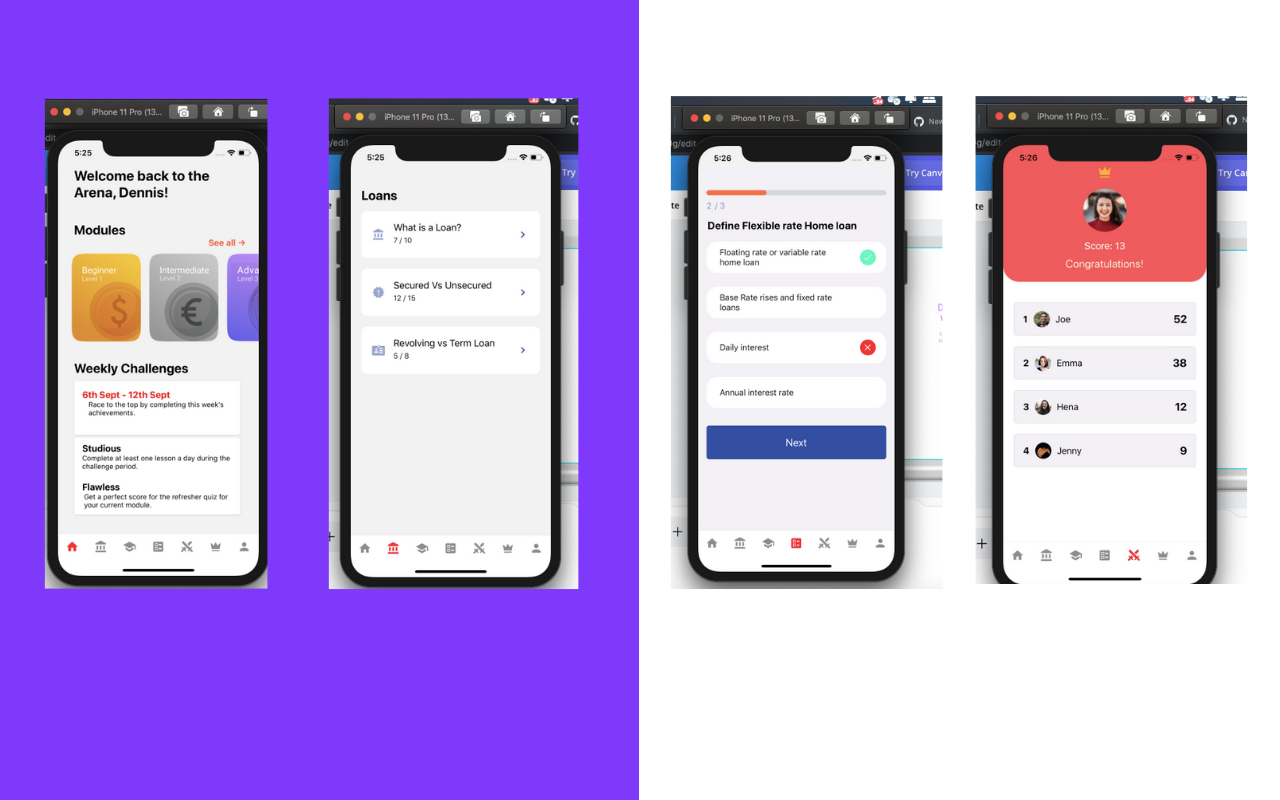 iPhone 11 Pro (13...
5:25
Welcome back to the
Arena, Dennis!
Modules
See all →
Beginner
Level 1
Intermediate
Level 2
Adva
Level 3
Weekly Challenges
6th Sept - 12th Sept
Race to the top by completing this week's
achievements.
Studious
Complete at least one lesson a day during the
challenge period.
Flawless
Get a perfect score for the refresher quiz for
your current module.
iPhone 11 Pro (13...
g/edit
Try
5:25
Loans
What is a Loan?
7 / 10
Secured Vs Unsecured
12 / 15
Revolving vs Term Loan
5 / 8
iPhone 11 Pro (13...
New
g/edit
Try Canv
te
5:26
2 / 3
Define Flexible rate Home loan
Floating rate or variable rate
home loan
Base Rate rises and fixed rate
loans
Daily interest
Annual interest rate
Next
iPhone 11 Pro (13...
N
g/edit
Try Car
te
5:26
Score: 13
Congratulations!
1 Joe 52
2 Emma 38
3 Hena 12
4 Jenny 9